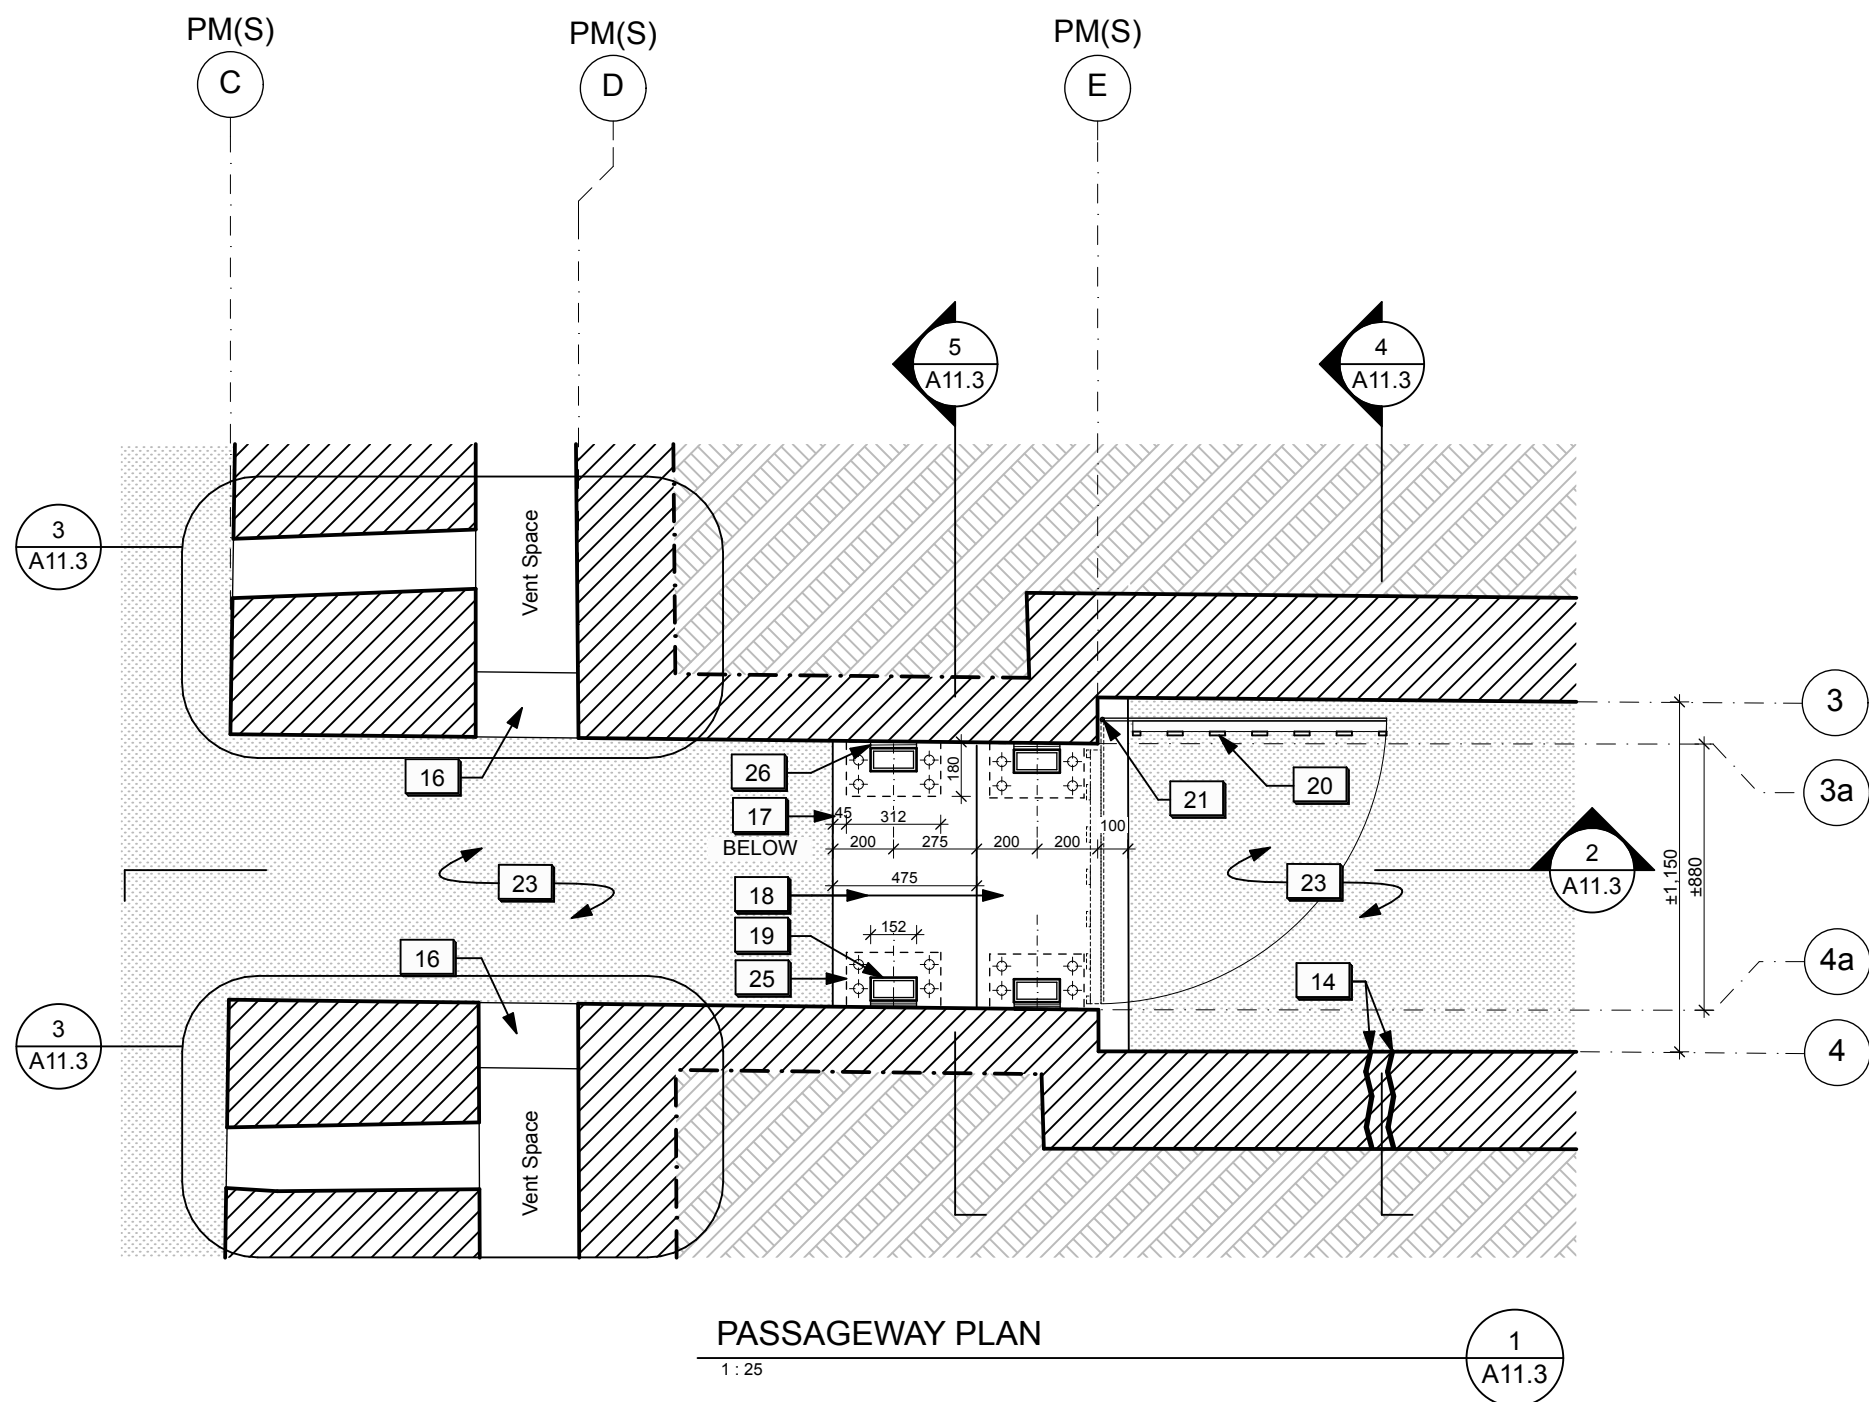 PM(S)
PM(S)
PM(S)
C
D
E
5
A11.3
4
A11.3
3
A11.3
Vent Space
3
16
26
180
20
21
3a
17
45
312
100
BELOW
200
275
200
200
2
A11.3
±1,150
±880
23
475
23
18
152
19
16
4a
25
14
3
A11.3
4
Vent Space
PASSAGEWAY PLAN
1 : 25
1
A11.3